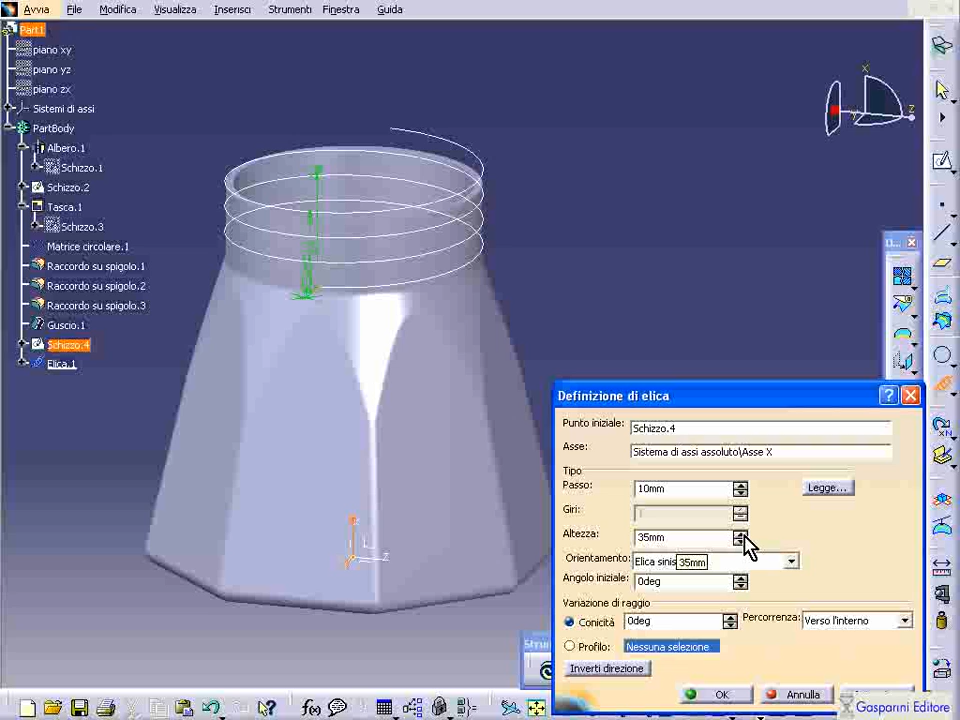 Avvia File Modifica Visualizza Inserisci Strumenti Finestra Guida
Part1
piano xy
piano yz
piano zx
Sistemi di assi
PartBody
Albero.1
Schizzo.1
Schizzo.2
Tasca.1
Schizzo.3
Matrice circolare.1
Raccordo su spigolo.1
Raccordo su spigolo.2
Raccordo su spigolo.3
Guscio.1
Schizzo.4
Elica.1
x
y
z
D...
z
Definizione di elica
Punto iniziale: Schizzo.4
Asse: Sistema di assi assoluto\Asse X
Tipo
Passo: 10mm Legge...
Giri: 1
Altezza: 35mm
Orientamento: Elica sinis 35mm
Angolo iniziale: 0deg
Variazione di raggio
Conicità 0deg Percorrenza: Verso l'interno
Profilo: Nessuna selezione
Inverti direzione
OK Annulla
Stru
f(x)
Gasparini Editore